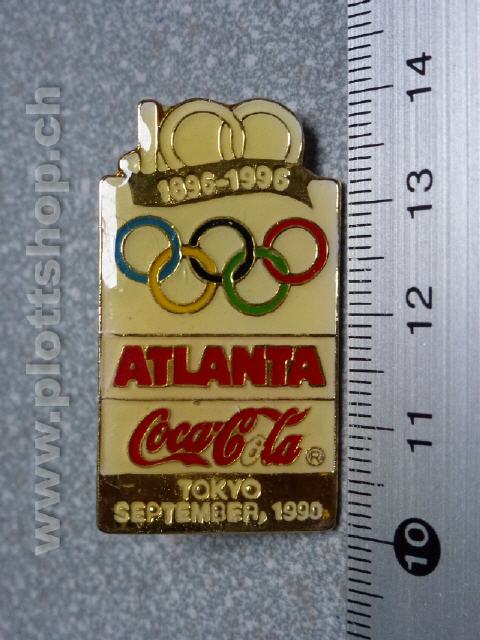 100
1896-1996
ATLANTA
Coca-Cola ®
TOKYO
SEPTEMBER, 1990
14
13
12
11
10
www.plottshop.ch